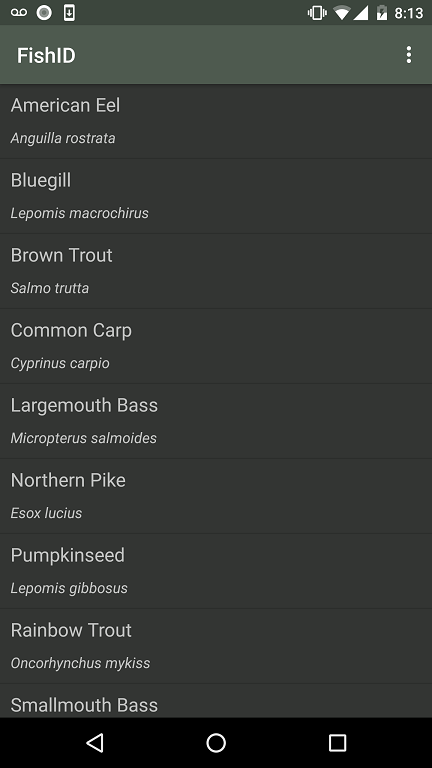 8:13
FishID
American Eel
Anguilla rostrata
Bluegill
Lepomis macrochirus
Brown Trout
Salmo trutta
Common Carp
Cyprinus carpio
Largemouth Bass
Micropterus salmoides
Northern Pike
Esox lucius
Pumpkinseed
Lepomis gibbosus
Rainbow Trout
Oncorhynchus mykiss
Smallmouth Bass